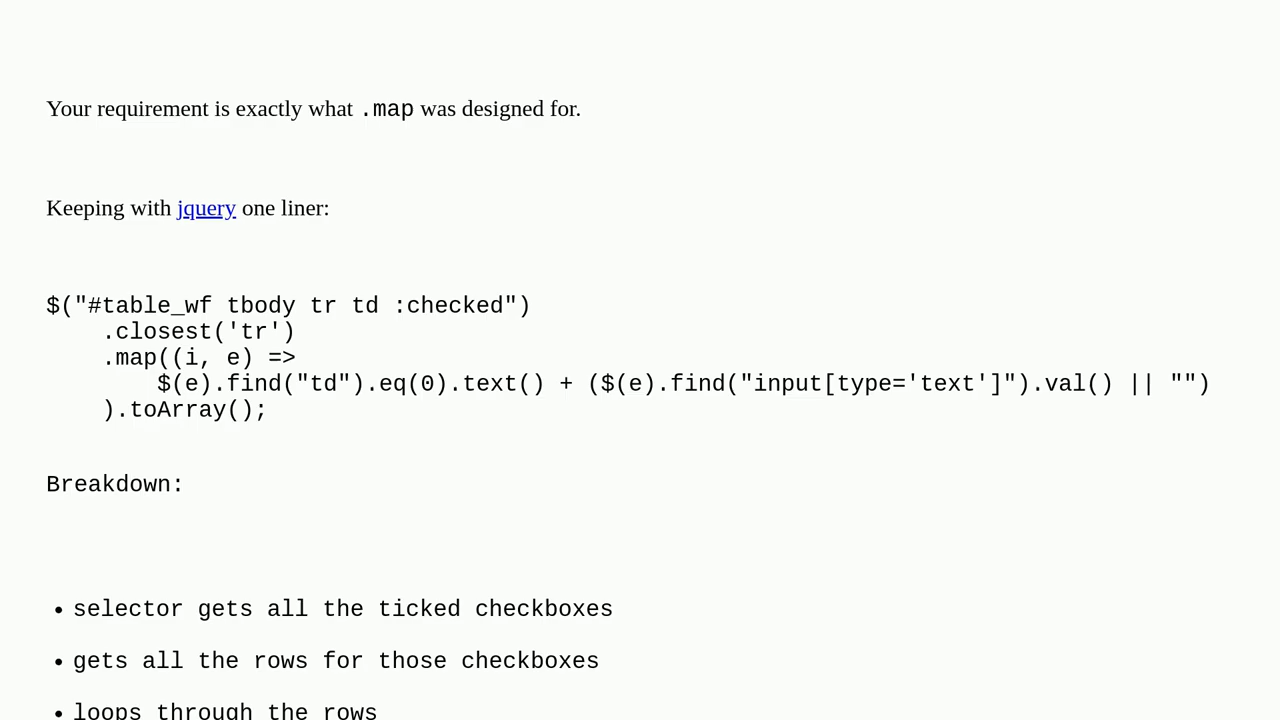 Your requirement is exactly what .map was designed for.
Keeping with jquery one liner:
$("#table_wf tbody tr td :checked")
    .closest('tr')
    .map((i, e) =>
        $(e).find("td").eq(0).text() + ($(e).find("input[type='text']").val() || "")
    ).toArray();
Breakdown:
• selector gets all the ticked checkboxes
• gets all the rows for those checkboxes
• loops through the rows